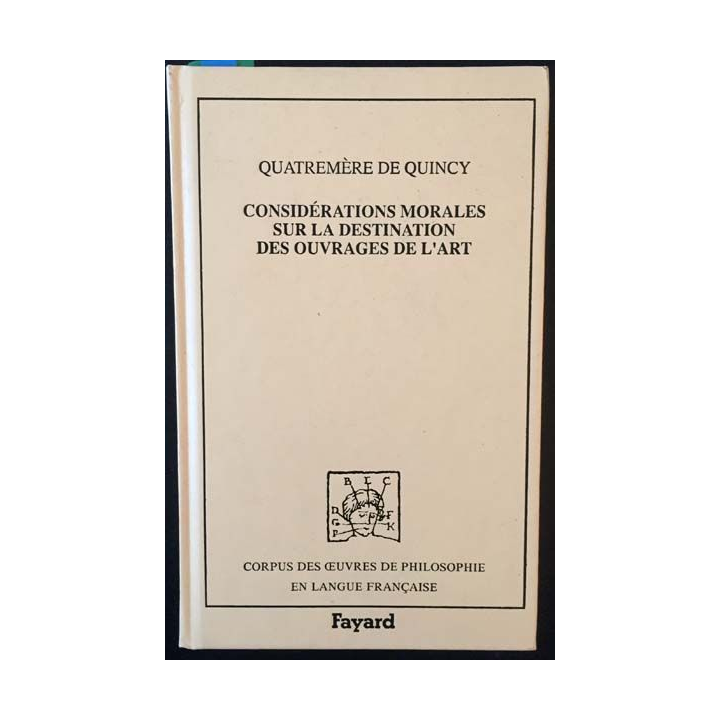 QUATREMÈRE DE QUINCY
CONSIDÉRATIONS MORALES
SUR LA DESTINATION
DES OUVRAGES DE L'ART
B L C
D
G
P
F
K
CORPUS DES ŒUVRES DE PHILOSOPHIE
EN LANGUE FRANÇAISE
Fayard